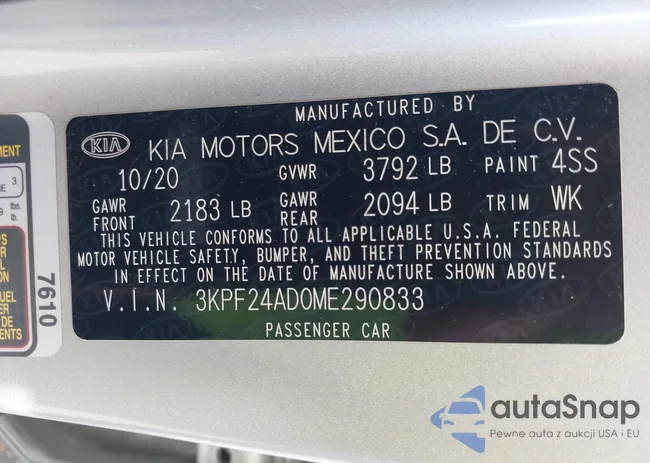 MANUFACTURED BY
KIA KIA MOTORS MEXICO S.A. DE C.V.
10/20 GVWR 3792 LB PAINT 4SS
GAWR FRONT 2183 LB GAWR REAR 2094 LB TRIM WK
THIS VEHICLE CONFORMS TO ALL APPLICABLE U.S.A. FEDERAL
MOTOR VEHICLE SAFETY, BUMPER, AND THEFT PREVENTION STANDARDS
IN EFFECT ON THE DATE OF MANUFACTURE SHOWN ABOVE.
V.I.N. 3KPF24AD0ME290833
PASSENGER CAR
7610
3
lb.
DE
autaSnap
Pewne auta z aukcji USA i EU